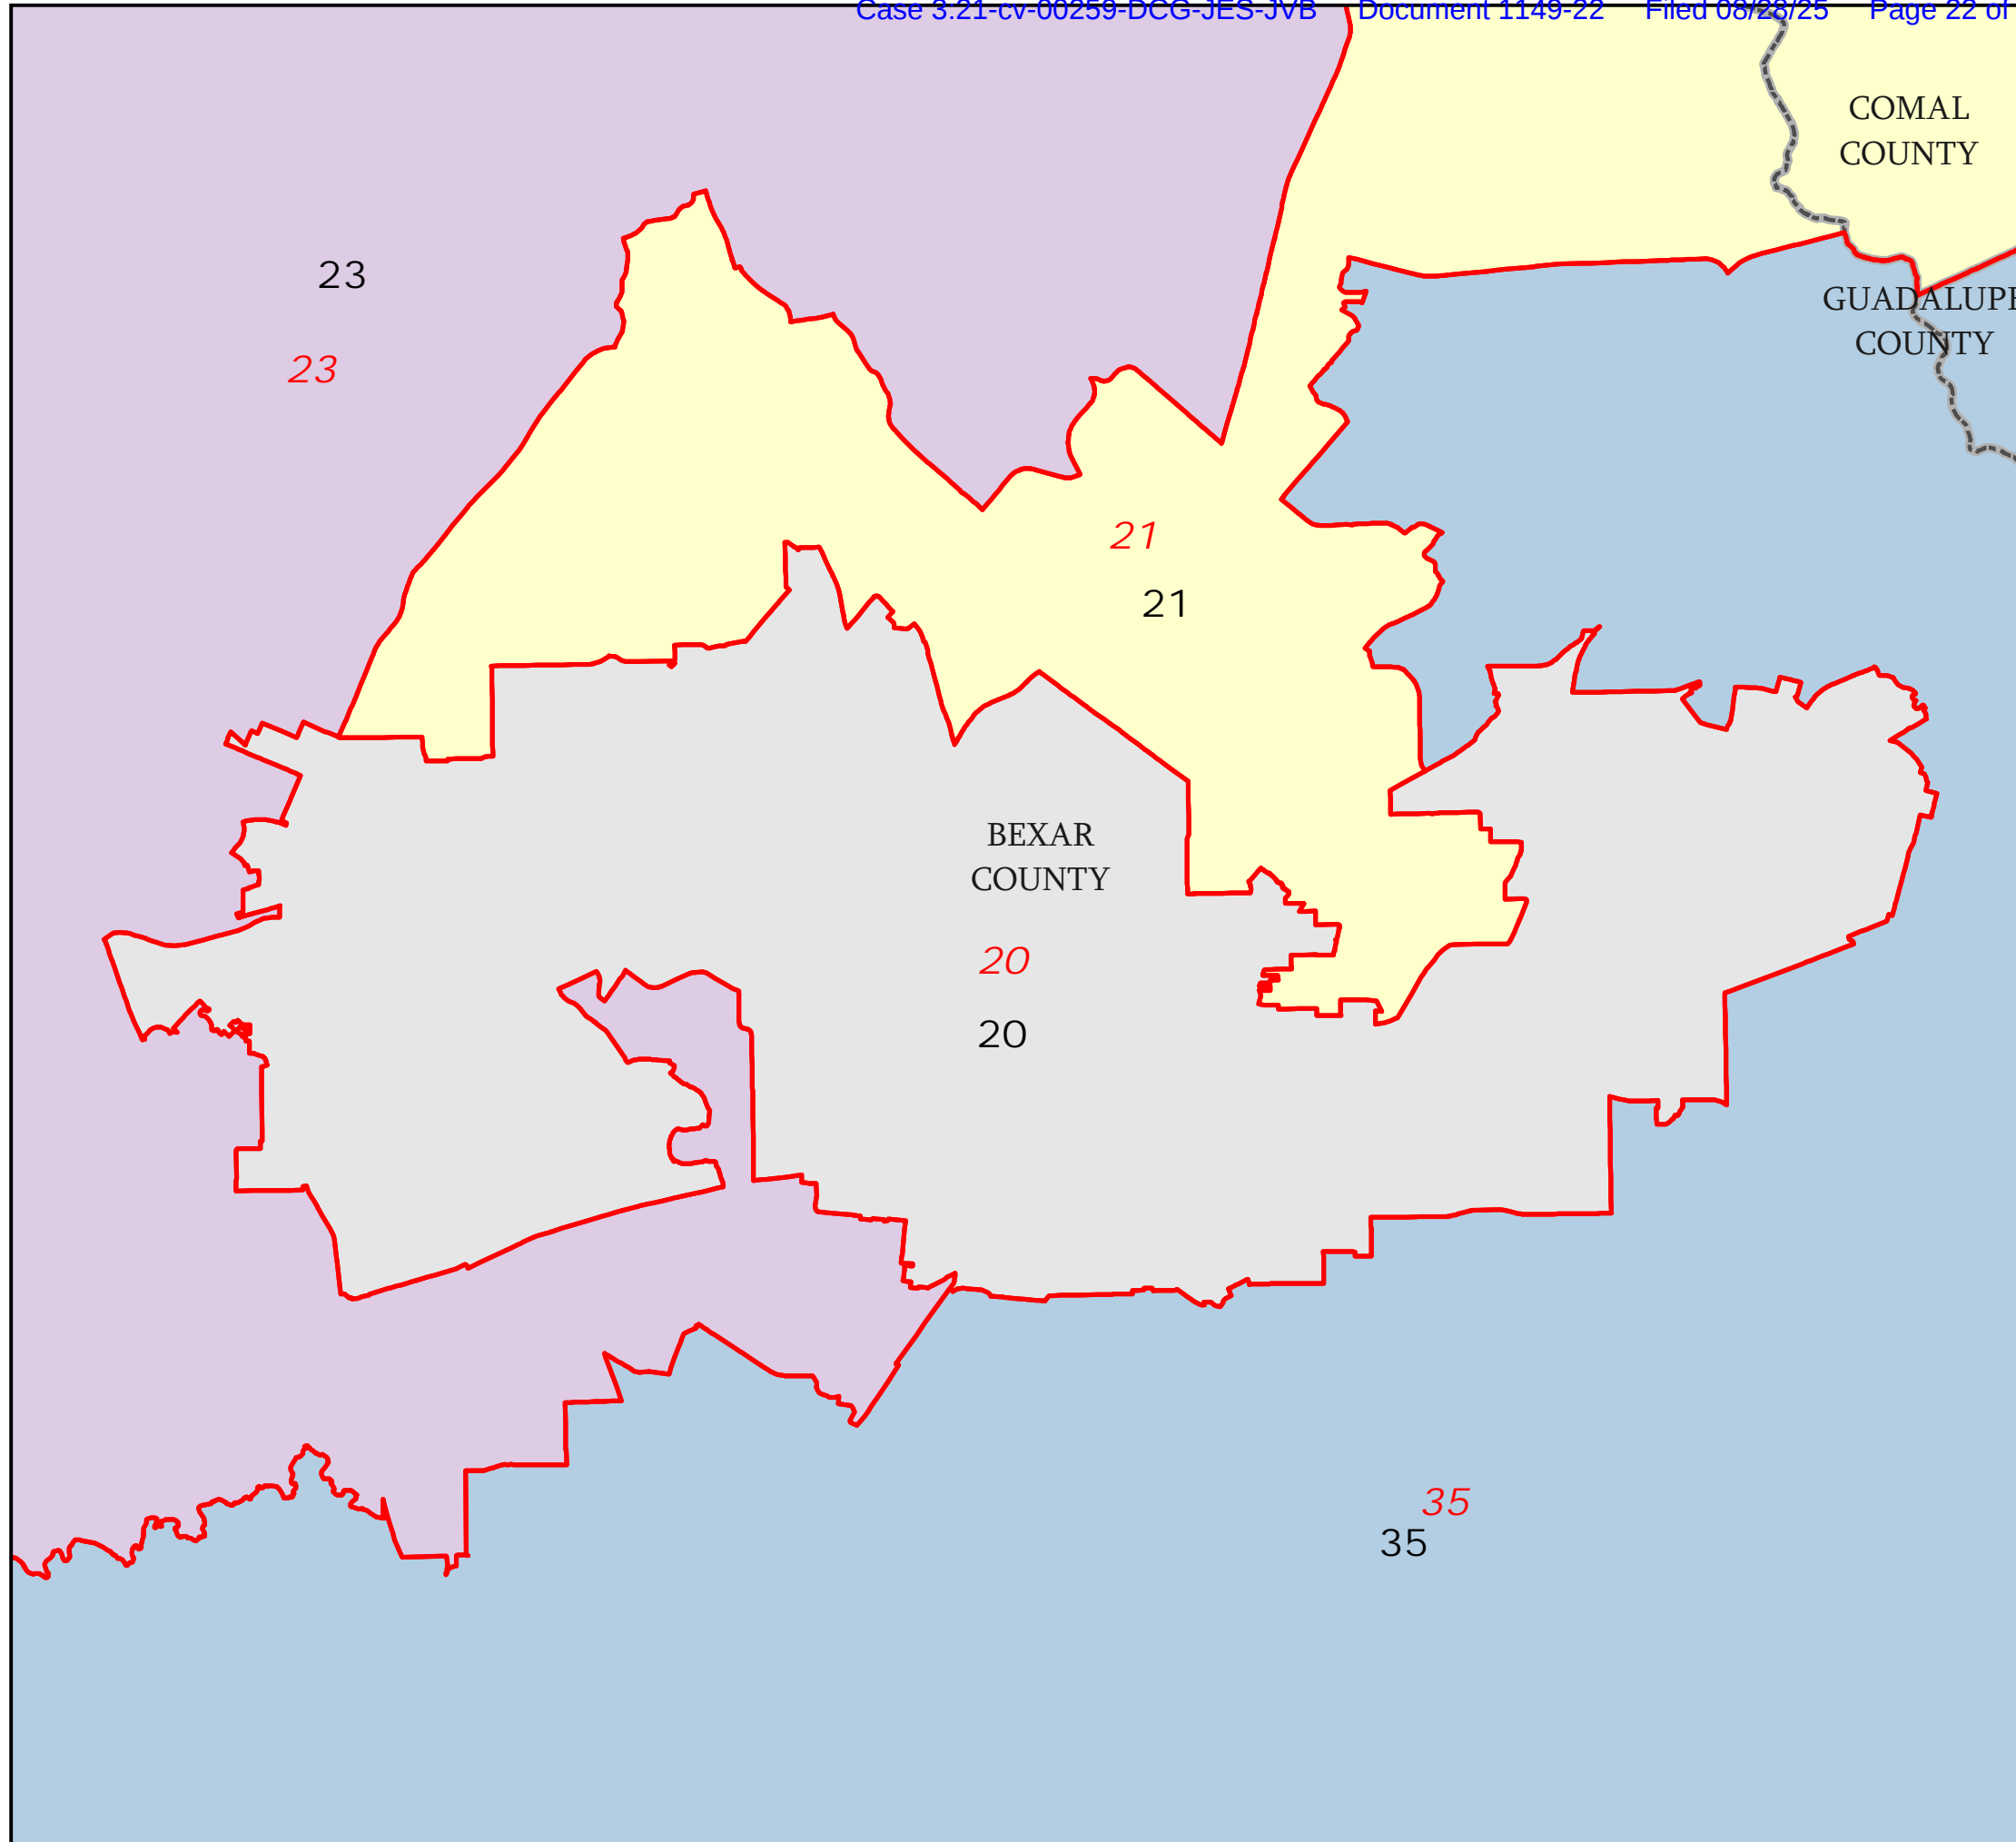 Case 3:21-cv-00259-DCG-JES-JVB Document 1149-22 Filed 08/28/25 Page 22 of
COMAL
COUNTY
23
GUADALUPE
COUNTY
23
21
21
BEXAR
COUNTY
20
20
35
35